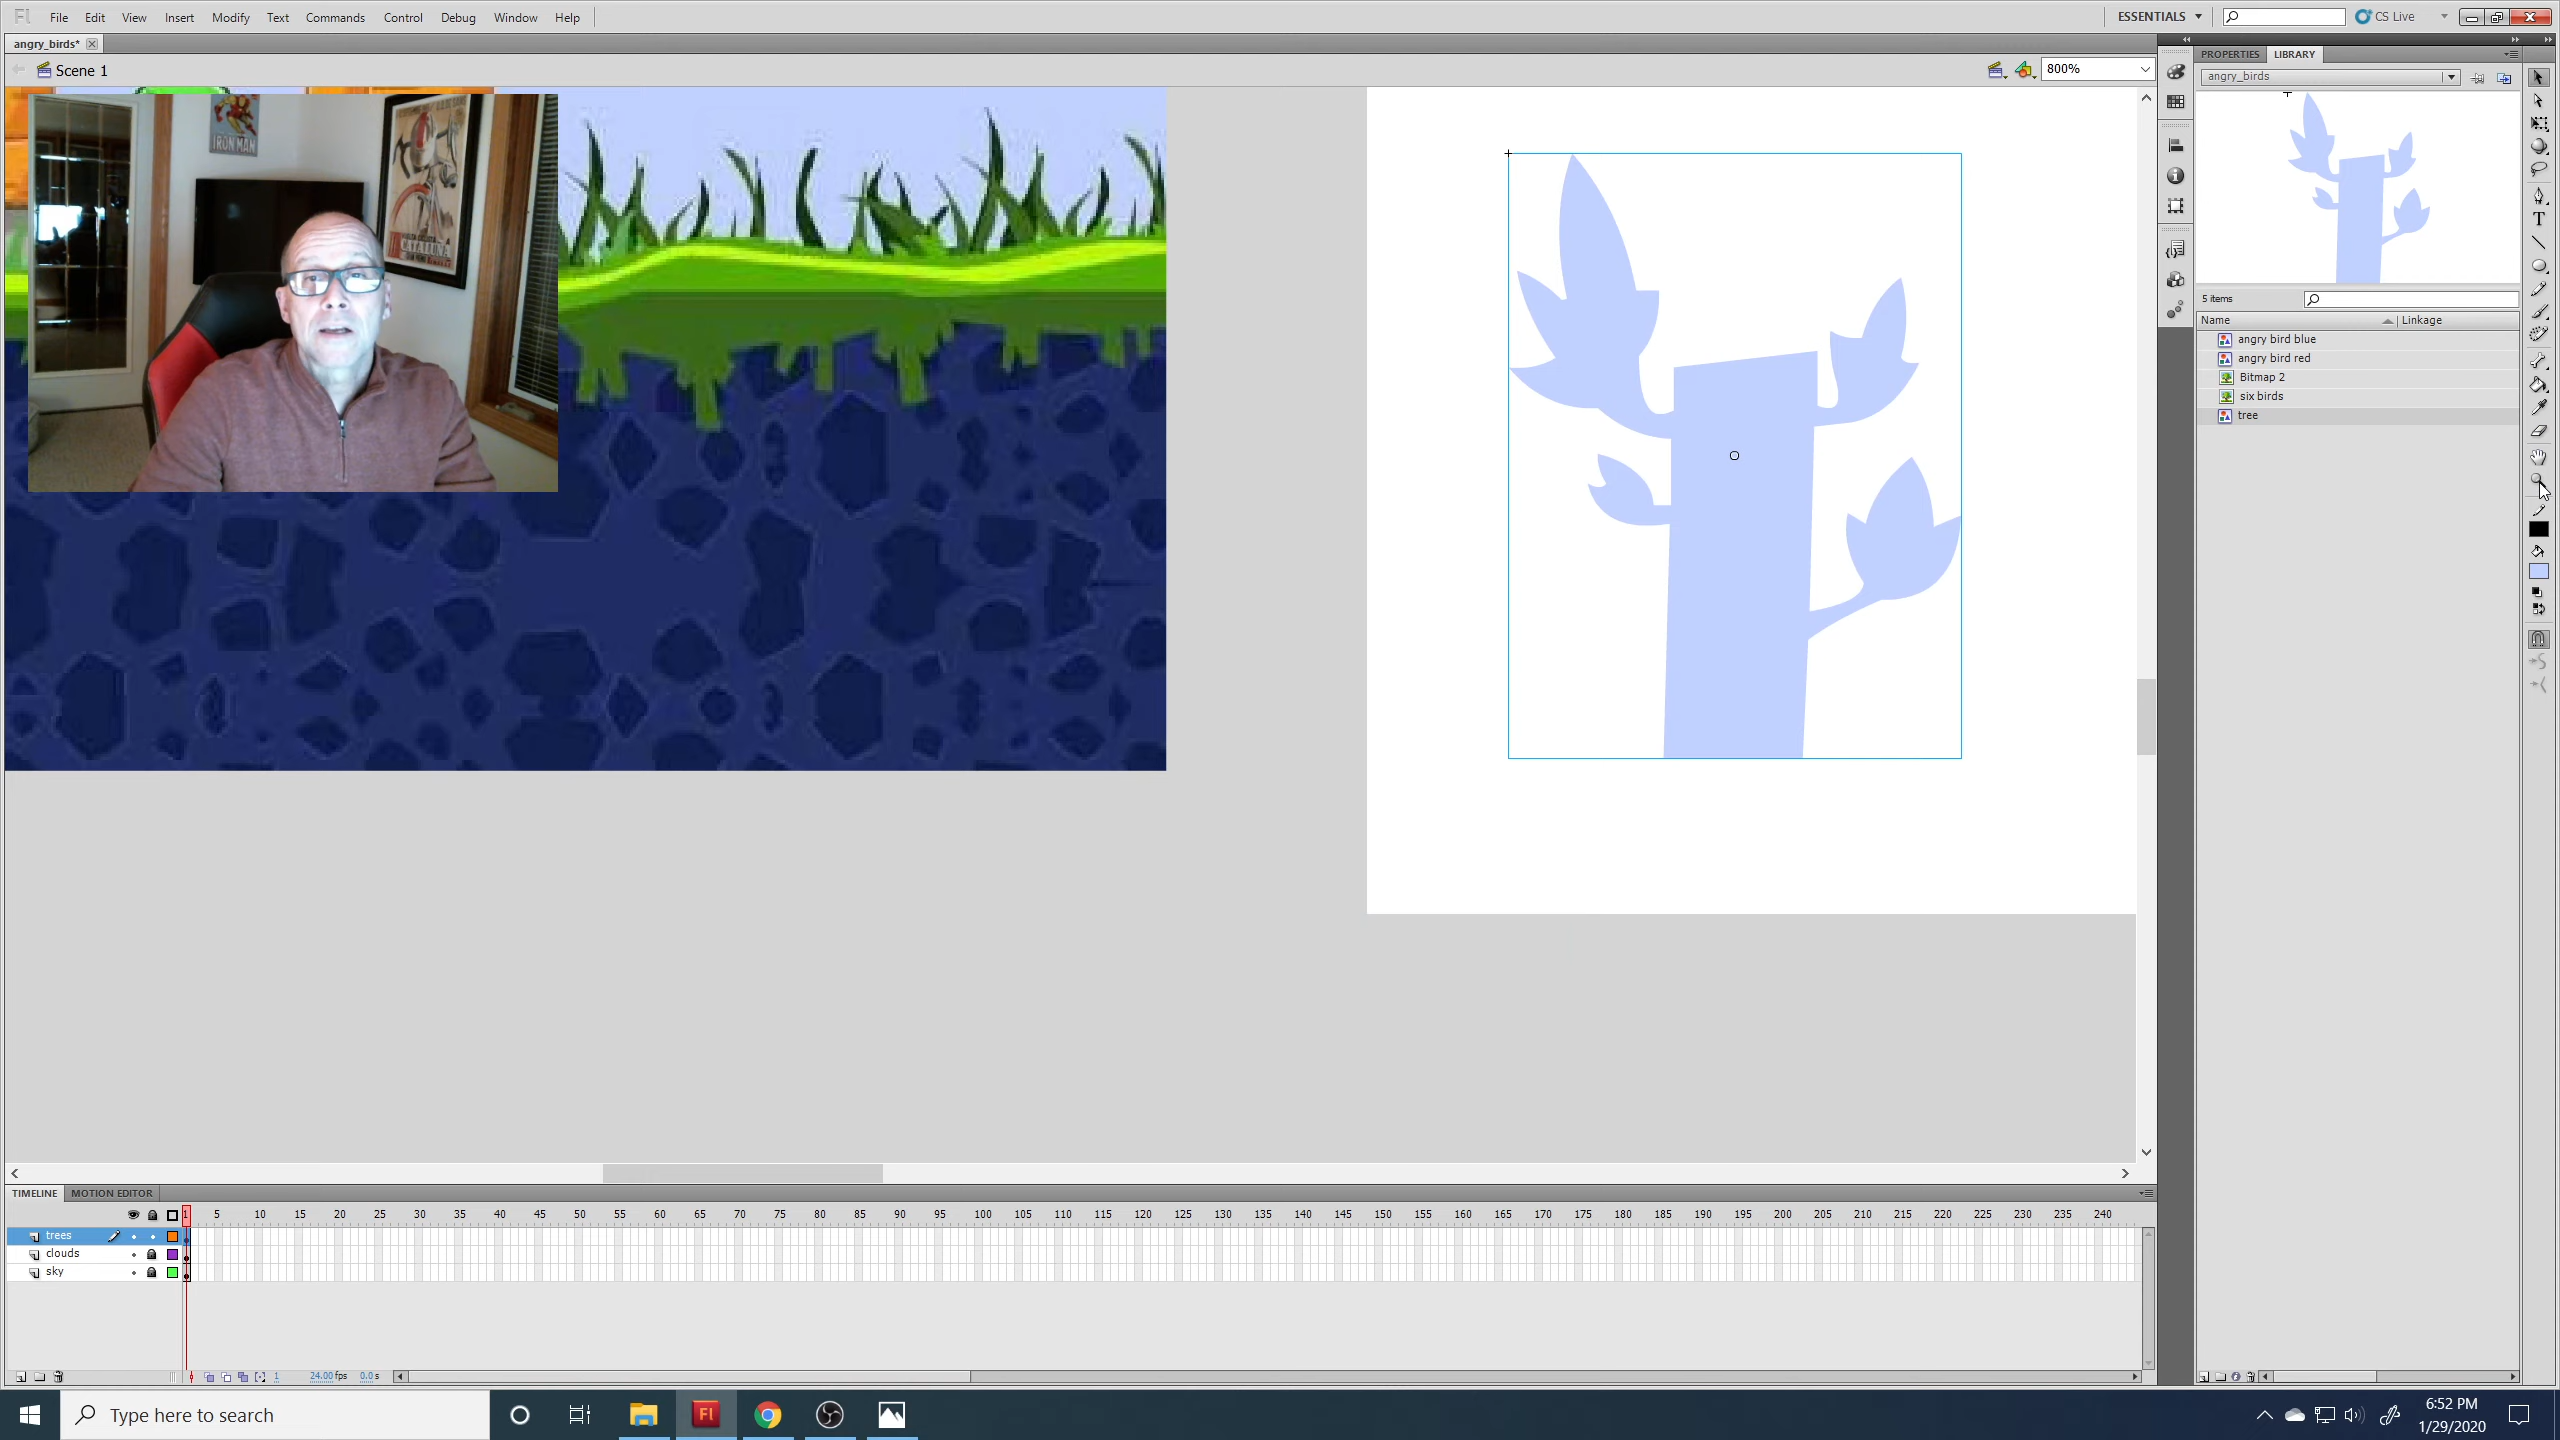 Fl File Edit View Insert Modify Text Commands Control Debug Window Help ESSENTIALS CS Live
angry_birds*
Scene 1 800%
IRON MAN
PROPERTIES LIBRARY
angry_birds
5 items
Name Linkage
angry bird blue
angry bird red
Bitmap 2
six birds
tree
TIMELINE MOTION EDITOR
1 5 10 15 20 25 30 35 40 45 50 55 60 65 70 75 80 85 90 95 100 105 110 115 120 125 130 135 140 145 150 155 160 165 170 175 180 185 190 195 200 205 210 215 220 225 230 235 240
trees
clouds
sky
1 24.00 fps 0.0 s
Type here to search
Fl
6:52 PM
1/29/2020